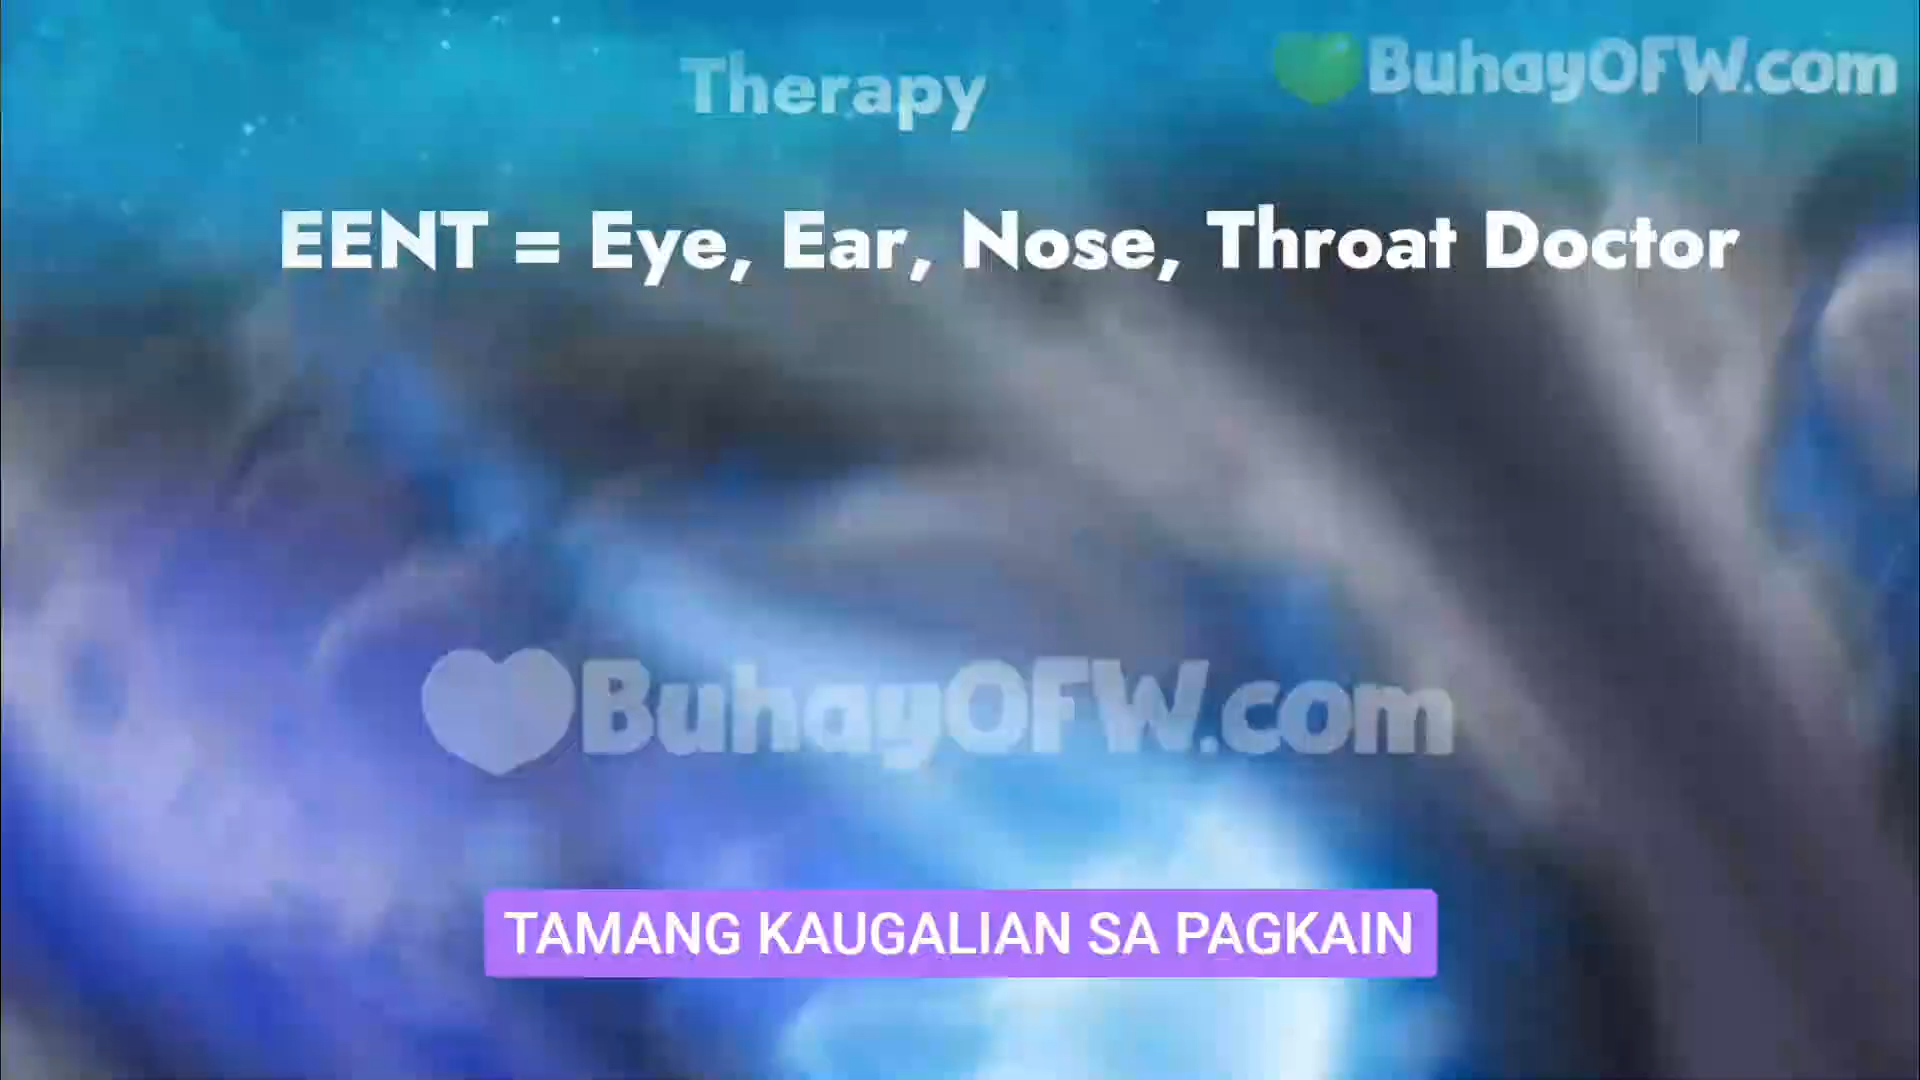 Therapy
BuhayOFW.com
EENT = Eye, Ear, Nose, Throat Doctor
BuhayOFW.com
TAMANG KAUGALIAN SA PAGKAIN